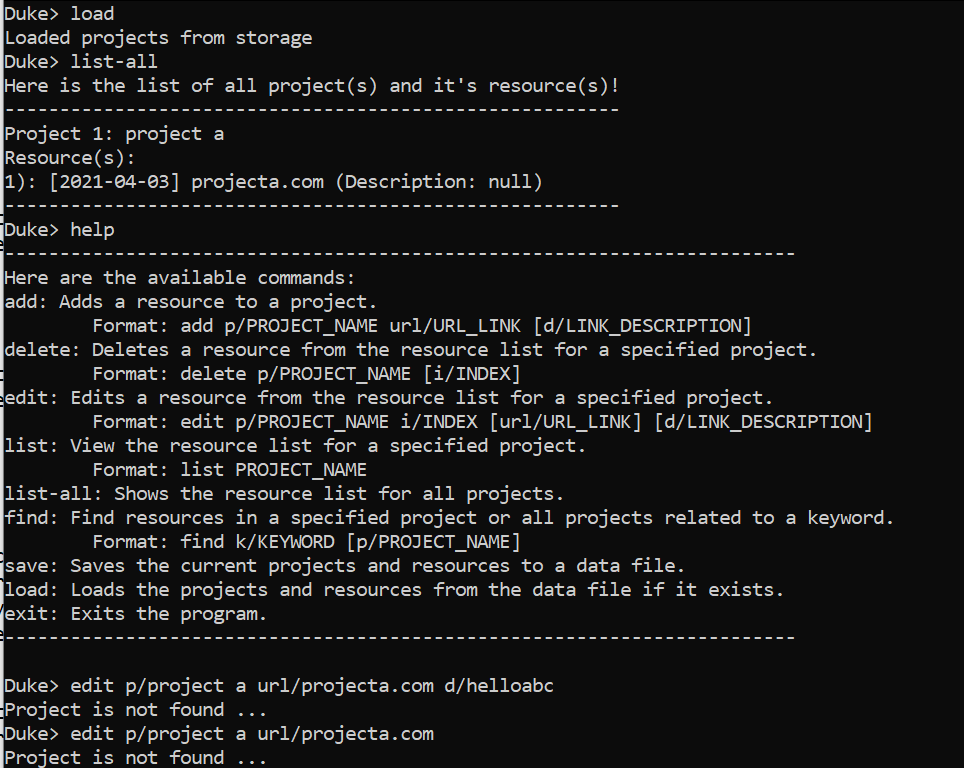 Duke> load
Loaded projects from storage
Duke> list-all
Here is the list of all project(s) and it's resource(s)!
--------------------------------------------------------
Project 1: project a
Resource(s):
1): [2021-04-03] projecta.com (Description: null)
--------------------------------------------------------
Duke> help
------------------------------------------------------------------------
Here are the available commands:
add: Adds a resource to a project.
        Format: add p/PROJECT_NAME url/URL_LINK [d/LINK_DESCRIPTION]
delete: Deletes a resource from the resource list for a specified project.
        Format: delete p/PROJECT_NAME [i/INDEX]
edit: Edits a resource from the resource list for a specified project.
        Format: edit p/PROJECT_NAME i/INDEX [url/URL_LINK] [d/LINK_DESCRIPTION]
list: View the resource list for a specified project.
        Format: list PROJECT_NAME
list-all: Shows the resource list for all projects.
find: Find resources in a specified project or all projects related to a keyword.
        Format: find k/KEYWORD [p/PROJECT_NAME]
save: Saves the current projects and resources to a data file.
load: Loads the projects and resources from the data file if it exists.
exit: Exits the program.
------------------------------------------------------------------------
Duke> edit p/project a url/projecta.com d/helloabc
Project is not found ...
Duke> edit p/project a url/projecta.com
Project is not found ...